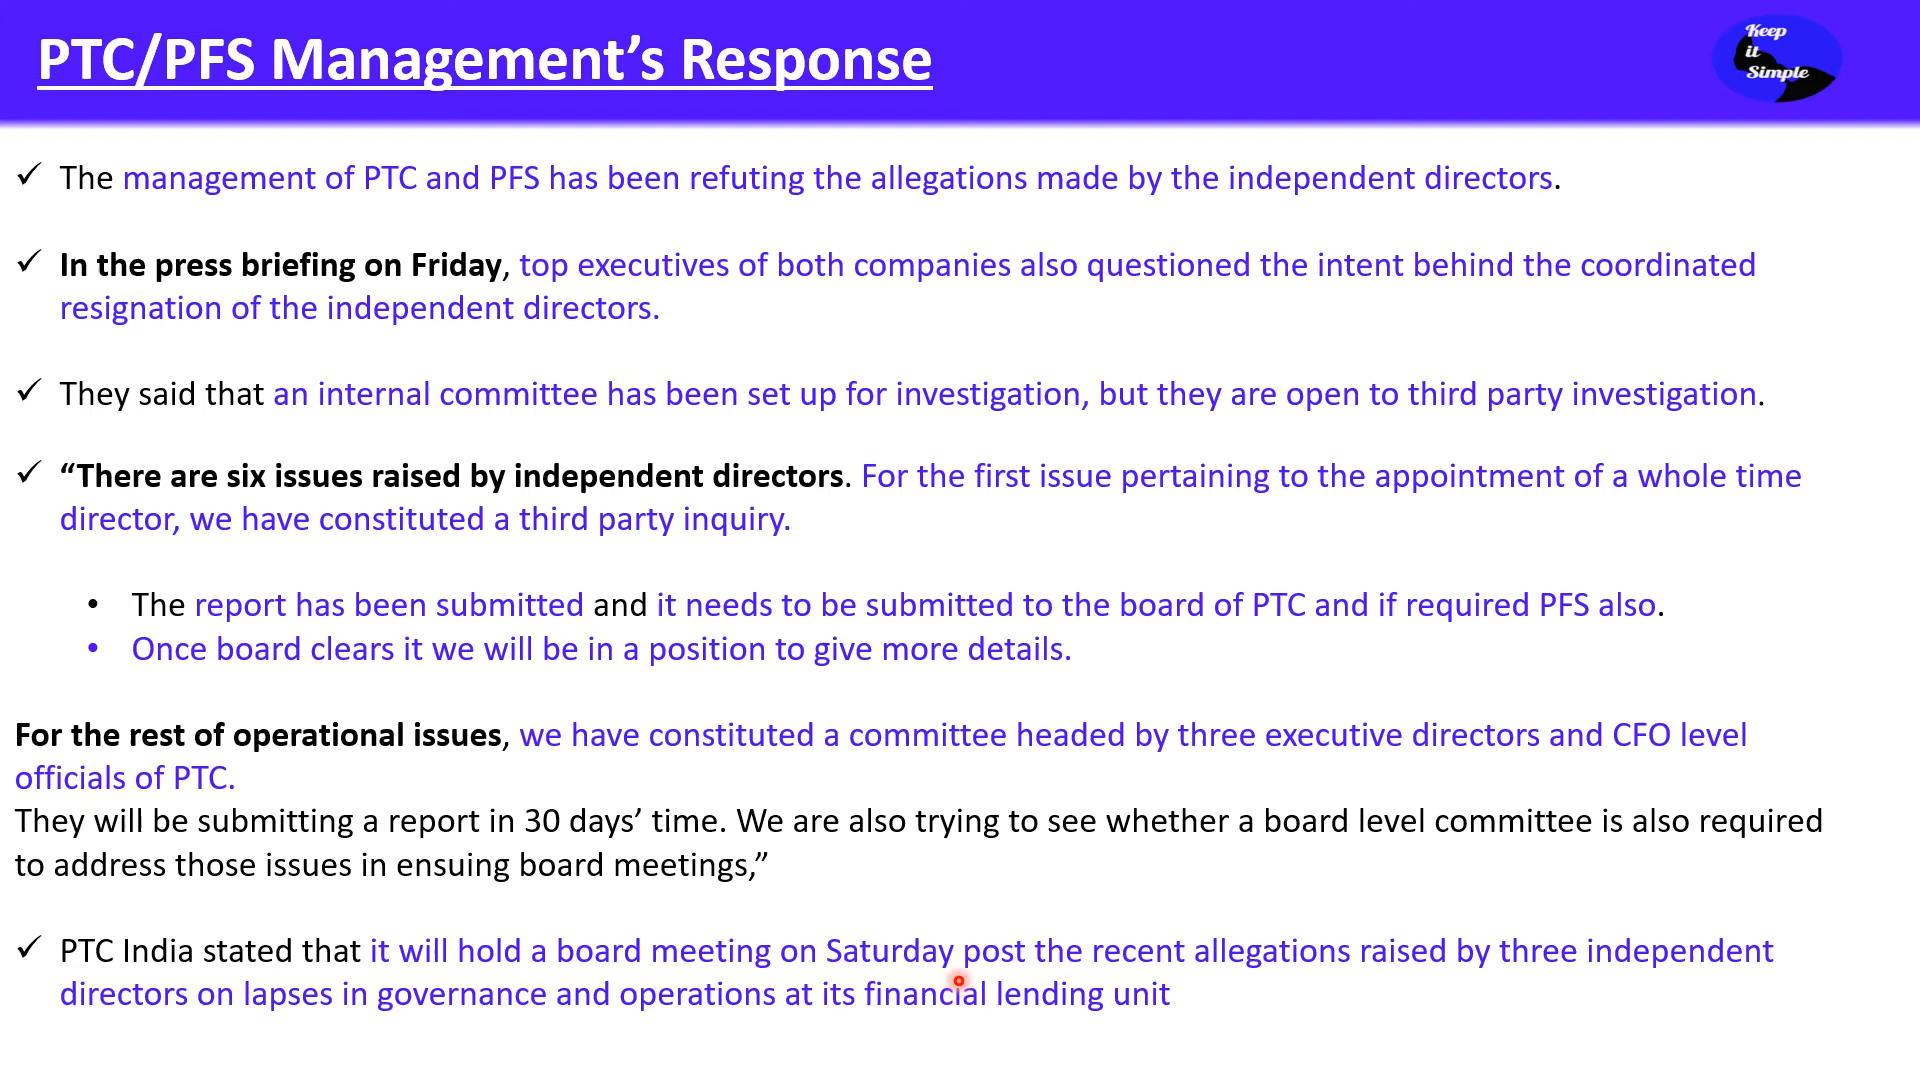 PTC/PFS Management’s Response
Keep
it
Simple
✓ The management of PTC and PFS has been refuting the allegations made by the independent directors.
✓ In the press briefing on Friday, top executives of both companies also questioned the intent behind the coordinated
resignation of the independent directors.
✓ They said that an internal committee has been set up for investigation, but they are open to third party investigation.
✓ “There are six issues raised by independent directors. For the first issue pertaining to the appointment of a whole time
director, we have constituted a third party inquiry.
• The report has been submitted and it needs to be submitted to the board of PTC and if required PFS also.
• Once board clears it we will be in a position to give more details.
For the rest of operational issues, we have constituted a committee headed by three executive directors and CFO level
officials of PTC.
They will be submitting a report in 30 days’ time. We are also trying to see whether a board level committee is also required
to address those issues in ensuing board meetings,”
✓ PTC India stated that it will hold a board meeting on Saturday post the recent allegations raised by three independent
directors on lapses in governance and operations at its financial lending unit